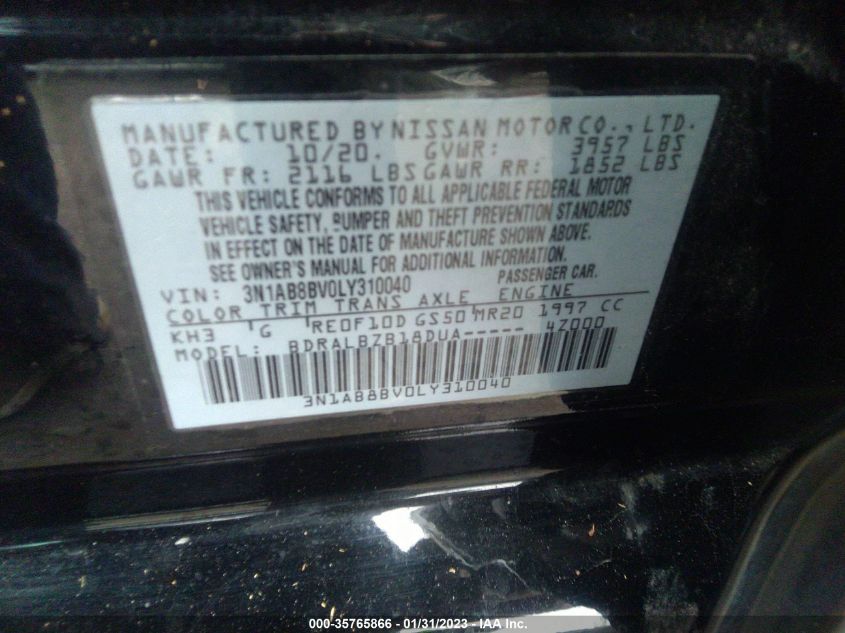 MANUFACTURED BY NISSAN MOTOR CO., LTD.
DATE: 10/20. GVWR: 3957 LBS
GAWR FR: 2116 LBS GAWR RR: 1852 LBS
THIS VEHICLE CONFORMS TO ALL APPLICABLE FEDERAL MOTOR
VEHICLE SAFETY, BUMPER AND THEFT PREVENTION STANDARDS
IN EFFECT ON THE DATE OF MANUFACTURE SHOWN ABOVE.
SEE OWNER'S MANUAL FOR ADDITIONAL INFORMATION.
VIN: 3N1AB8BV0LY310040 PASSENGER CAR.
COLOR TRIM TRANS AXLE ENGINE
KH3 'G 'RE0F10D GS50 MR20 1997 CC
MODEL: BDRALBZB18DUA----- 4Z000
3N1AB8BV0LY310040
000-35765866 - 01/31/2023 - IAA Inc.